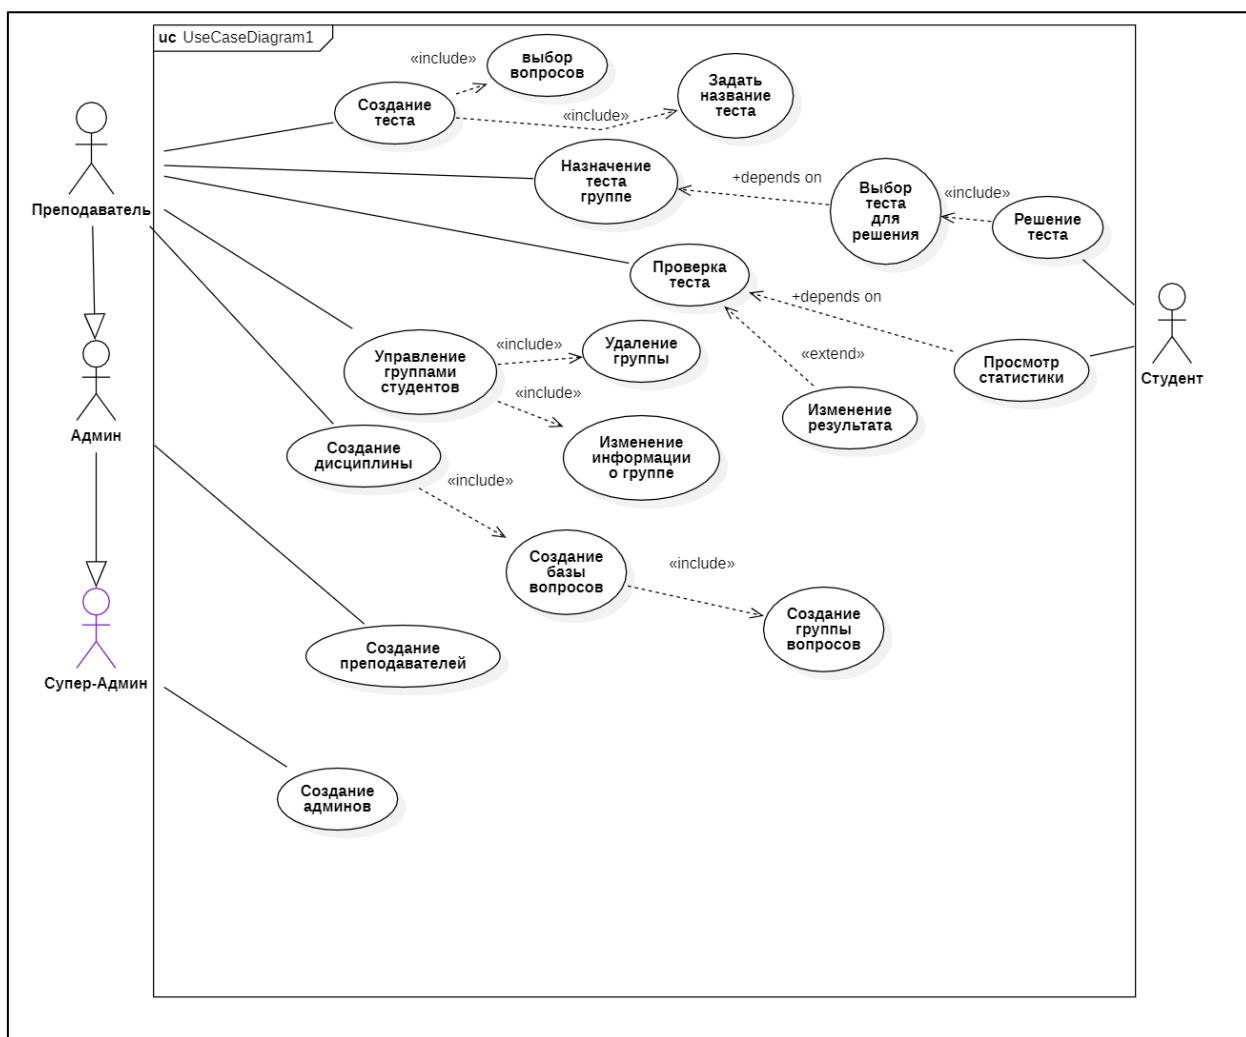 uc UseCaseDiagram1
«include»
выбор
вопросов
Задать
название
теста
Создание
теста
«include»
Назначение
теста
группе
+depends on
Выбор
теста
для
решения
«include»
Решение
теста
Преподаватель
Проверка
теста
+depends on
«include»
Удаление
группы
«extend»
Управление
группами
студентов
Просмотр
статистики
Студент
«include»
Изменение
результата
Админ
Создание
дисциплины
Изменение
информации
о группе
«include»
Создание
базы
вопросов
«include»
Создание
группы
вопросов
Создание
преподавателей
Супер-Админ
Создание
админов